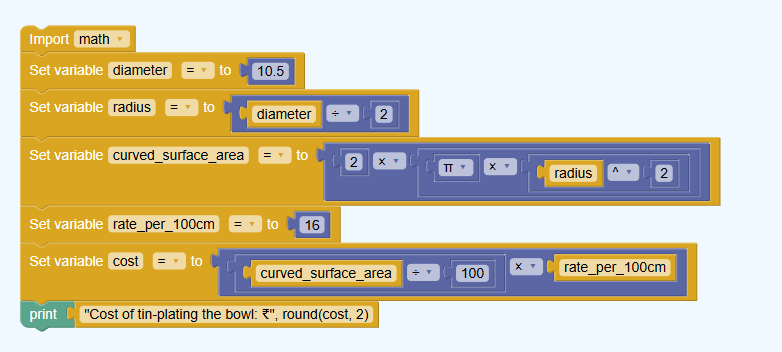 Import math
Set variable diameter = to 10.5
Set variable radius = to diameter ÷ 2
Set variable curved_surface_area = to 2 × π × radius ^ 2
Set variable rate_per_100cm = to 16
Set variable cost = to curved_surface_area ÷ 100 × rate_per_100cm
print "Cost of tin-plating the bowl: ₹", round(cost, 2)